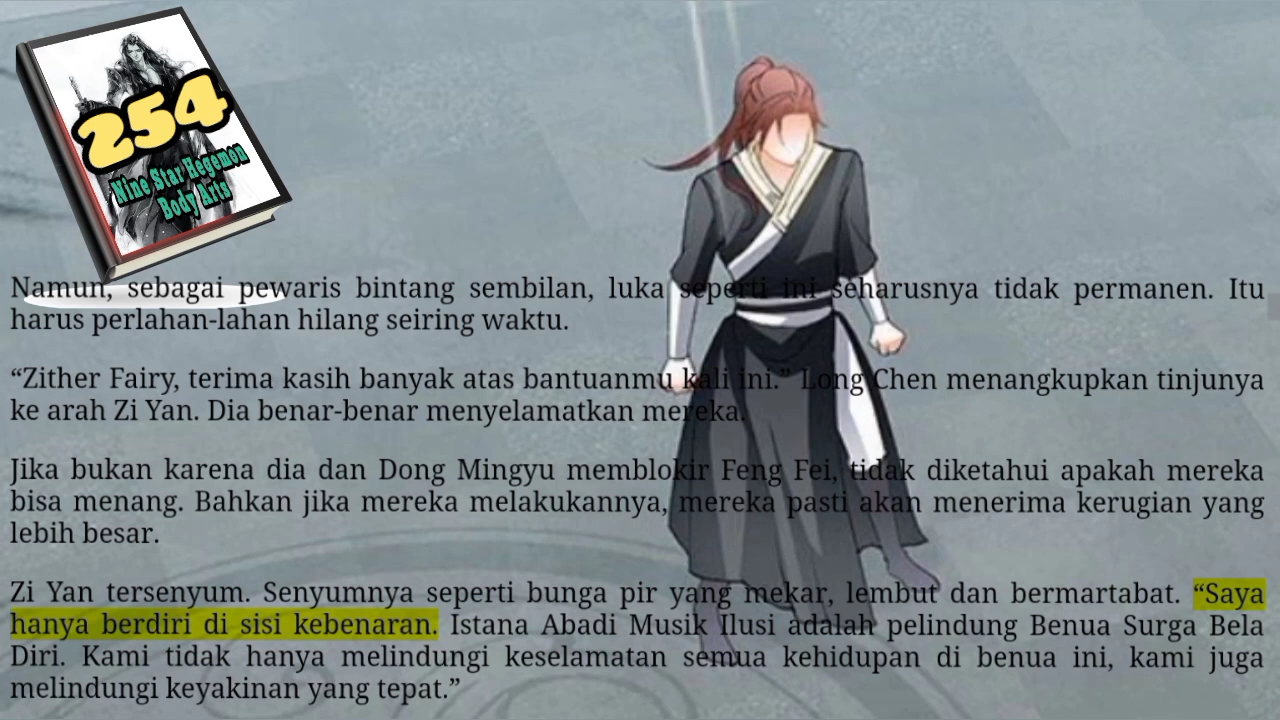 254
Nine Star Hegemon
Body Arts
Namun, sebagai pewaris bintang sembilan, luka seperti ini seharusnya tidak permanen. Itu
harus perlahan-lahan hilang seiring waktu.
“Zither Fairy, terima kasih banyak atas bantuanmu kali ini.” Long Chen menangkupkan tinjunya
ke arah Zi Yan. Dia benar-benar menyelamatkan mereka.
Jika bukan karena dia dan Dong Mingyu memblokir Feng Fei, tidak diketahui apakah mereka
bisa menang. Bahkan jika mereka melakukannya, mereka pasti akan menerima kerugian yang
lebih besar.
Zi Yan tersenyum. Senyumnya seperti bunga pir yang mekar, lembut dan bermartabat. “Saya
hanya berdiri di sisi kebenaran. Istana Abadi Musik Ilusi adalah pelindung Benua Surga Bela
Diri. Kami tidak hanya melindungi keselamatan semua kehidupan di benua ini, kami juga
melindungi keyakinan yang tepat.”